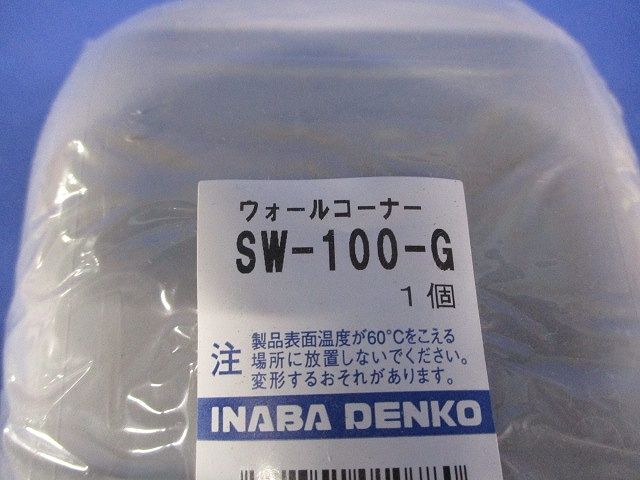 ウォールコーナー
SW-100-G
1個
注 製品表面温度が60℃をこえる
場所に放置しないでください。
変形するおそれがあります。
INABA DENKO